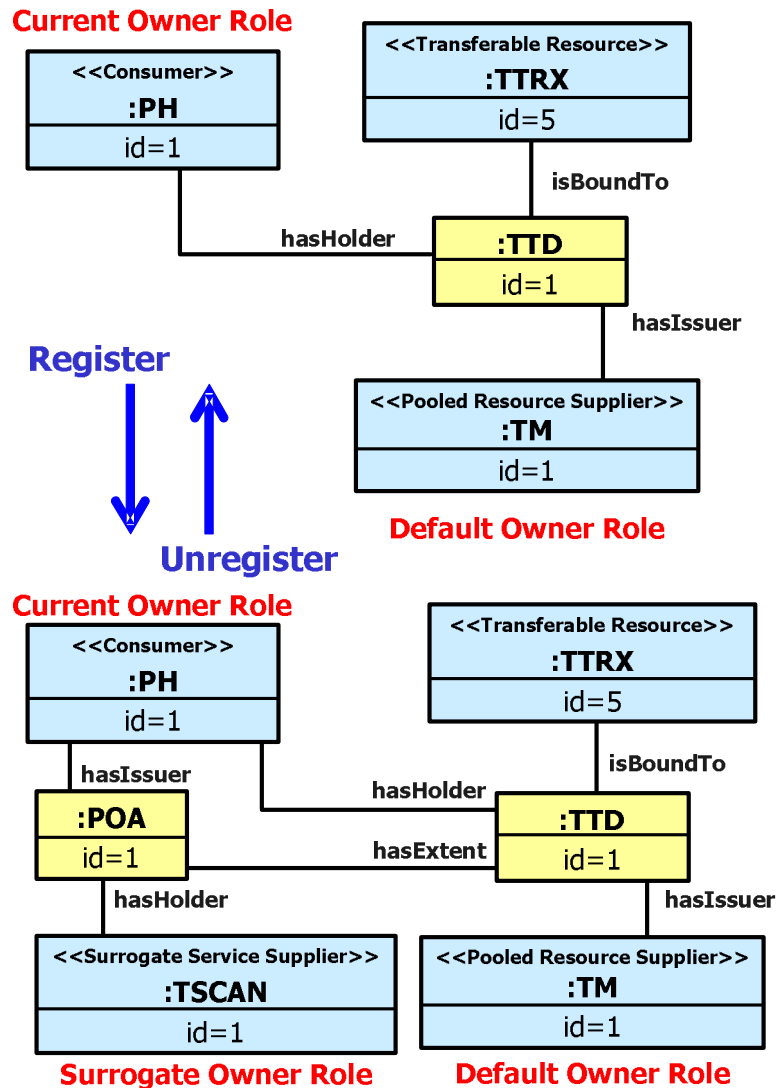 Current Owner Role
<<Consumer>>
:PH
id=1
<<Transferable Resource>>
:TTRX
id=5
isBoundTo
hasHolder
:TTD
id=1
hasIssuer
Register
<<Pooled Resource Supplier>>
:TM
id=1
Default Owner Role
Unregister
Current Owner Role
<<Consumer>>
:PH
id=1
<<Transferable Resource>>
:TTRX
id=5
hasIssuer
isBoundTo
hasHolder
:POA
id=1
:TTD
id=1
hasExtent
hasHolder
hasIssuer
<<Surrogate Service Supplier>>
:TSCAN
id=1
<<Pooled Resource Supplier>>
:TM
id=1
Surrogate Owner Role
Default Owner Role